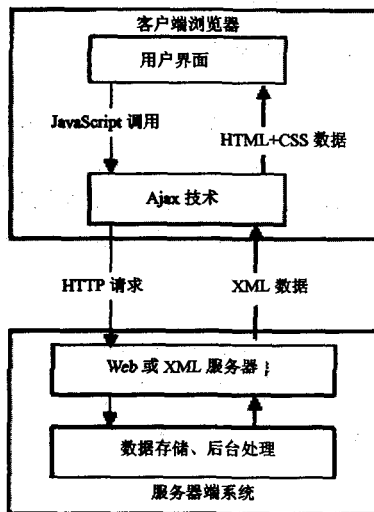 客户端浏览器
用户界面
JavaScript 调用
HTML+CSS 数据
Ajax 技术
HTTP 请求
XML 数据
Web 或 XML 服务器
数据存储、后台处理
服务器端系统